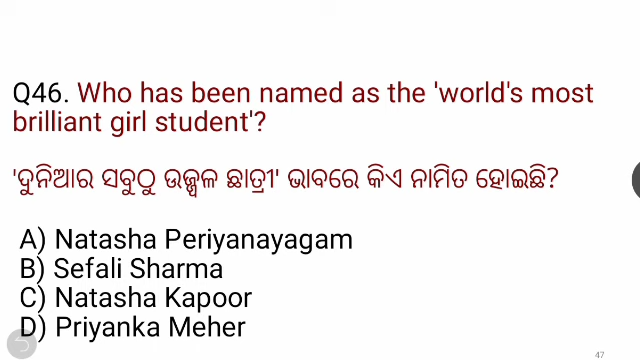 Q46. Who has been named as the 'world's most
brilliant girl student'?
'ଦୁନିଆର ସବୁଠୁ ଉଜ୍ଜ୍ୱଳ ଛାତ୍ରୀ' ଭାବରେ କିଏ ନାମିତ ହୋଇଛି?
A) Natasha Periyanayagam
B) Sefali Sharma
C) Natasha Kapoor
D) Priyanka Meher
47